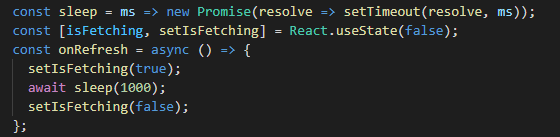 const sleep = ms => new Promise(resolve => setTimeout(resolve, ms));
const [isFetching, setIsFetching] = React.useState(false);
const onRefresh = async () => {
  setIsFetching(true);
  await sleep(1000);
  setIsFetching(false);
};